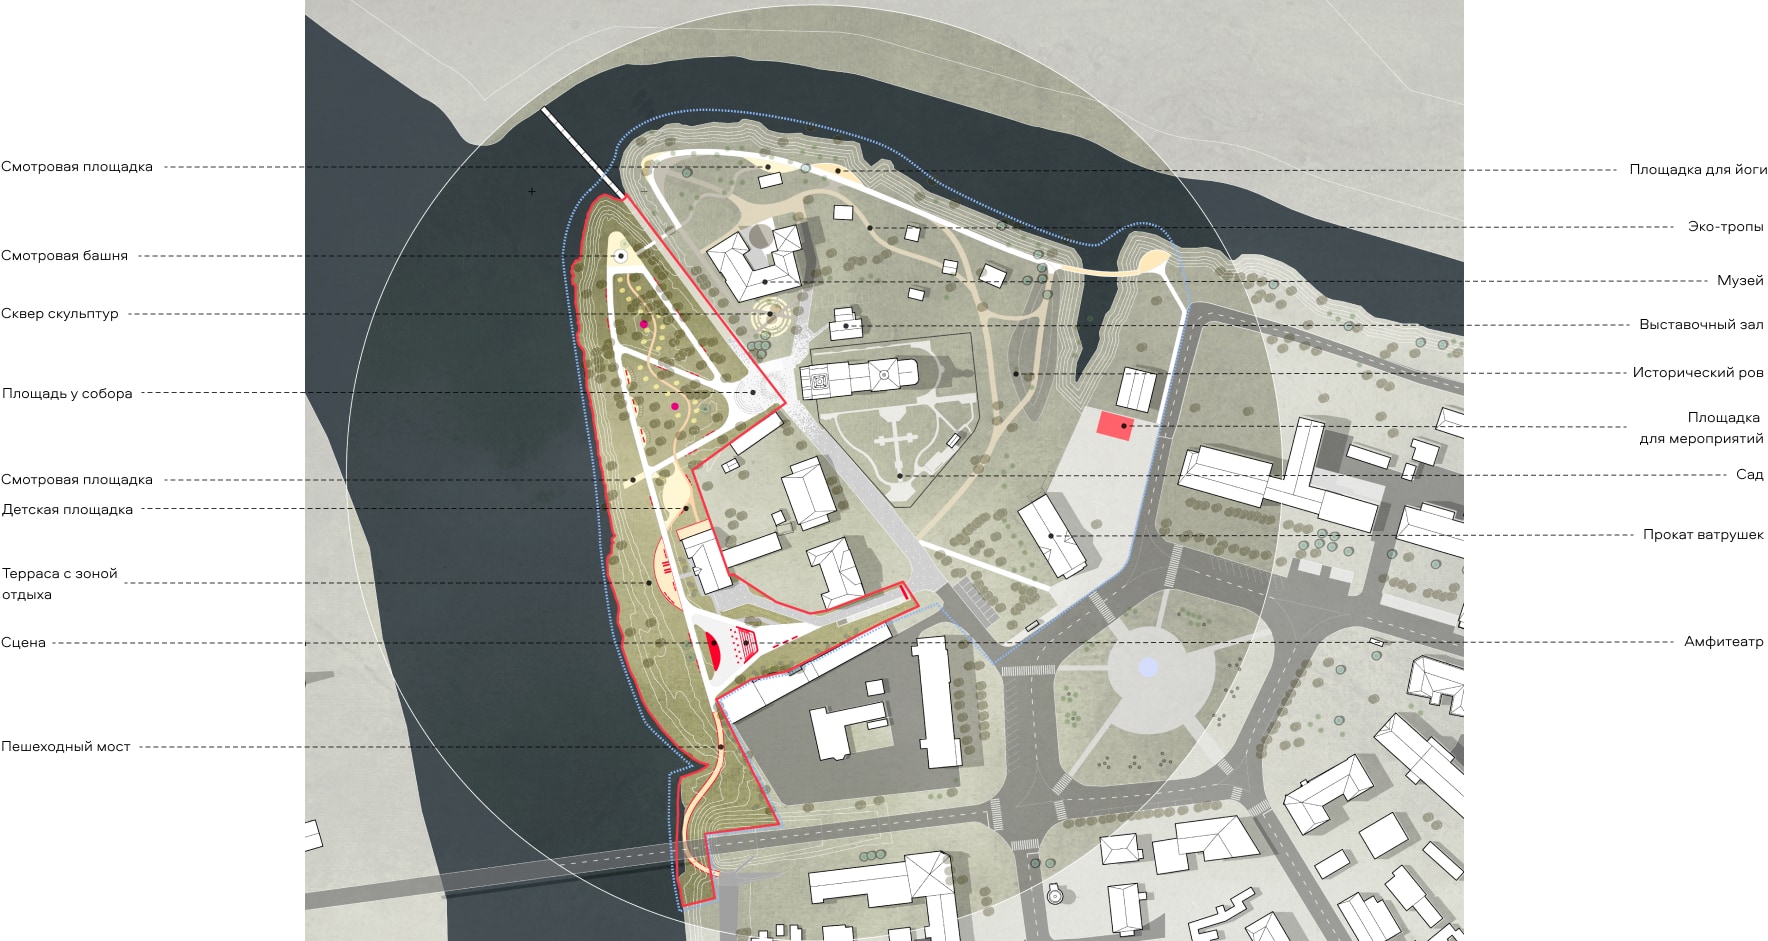 Смотровая площадка
Смотровая башня
Сквер скульптур
Площадь у собора
Смотровая площадка
Детская площадка
Терраса с зоной
отдыха
Сцена
Пешеходный мост
Площадка для йоги
Эко-тропы
Музей
Выставочный зал
Исторический ров
Площадка
для мероприятий
Сад
Прокат ватрушек
Амфитеатр